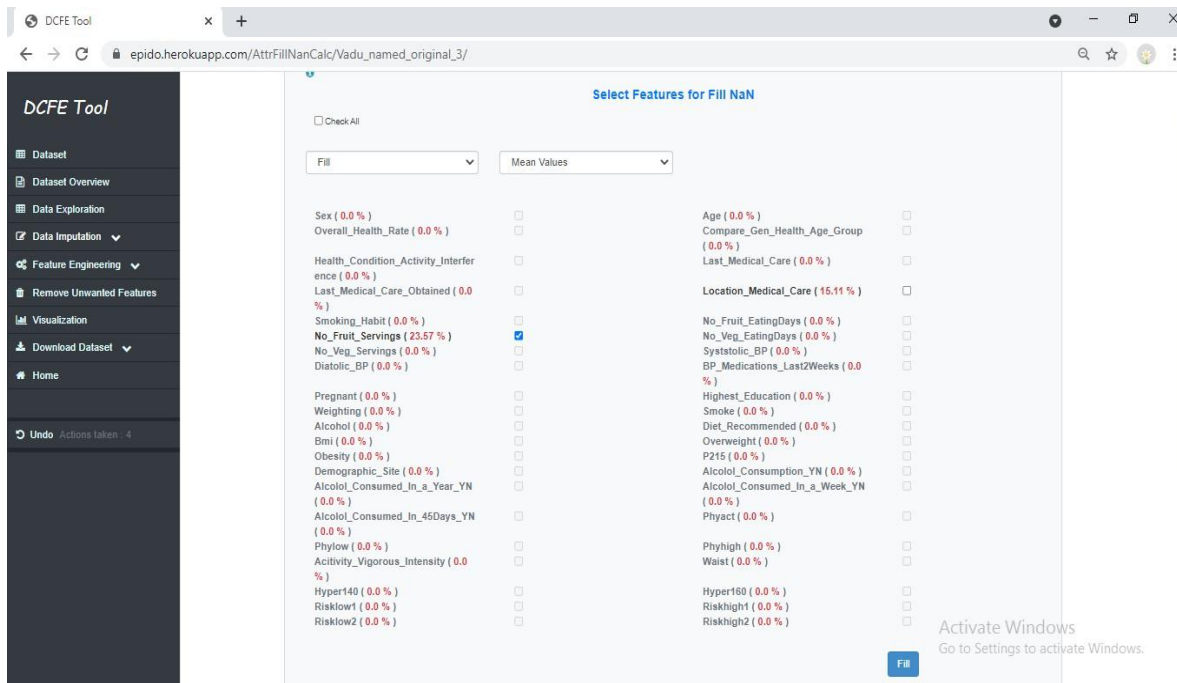 DCFE Tool
epido.herokuapp.com/AttrFillNanCalc/Vadu_named_original_3/
DCFE Tool
Dataset
Dataset Overview
Data Exploration
Data Imputation
Feature Engineering
Remove Unwanted Features
Visualization
Download Dataset
Home
Undo Actions taken : 4
Select Features for Fill NaN
Check All
Fill
Mean Values
Sex ( 0.0 % )
Age ( 0.0 % )
Overall_Health_Rate ( 0.0 % )
Compare_Gen_Health_Age_Group
( 0.0 % )
Health_Condition_Activity_Interfer
ence ( 0.0 % )
Last_Medical_Care ( 0.0 % )
Last_Medical_Care_Obtained ( 0.0
% )
Location_Medical_Care ( 15.11 % )
Smoking_Habit ( 0.0 % )
No_Fruit_EatingDays ( 0.0 % )
No_Fruit_Servings ( 23.57 % )
No_Veg_EatingDays ( 0.0 % )
No_Veg_Servings ( 0.0 % )
Syststolic_BP ( 0.0 % )
Diatolic_BP ( 0.0 % )
BP_Medications_Last2Weeks ( 0.0
% )
Pregnant ( 0.0 % )
Highest_Education ( 0.0 % )
Weighting ( 0.0 % )
Smoke ( 0.0 % )
Alcohol ( 0.0 % )
Diet_Recommended ( 0.0 % )
Bmi ( 0.0 % )
Overweight ( 0.0 % )
Obesity ( 0.0 % )
P215 ( 0.0 % )
Demographic_Site ( 0.0 % )
Alcolol_Consumption_YN ( 0.0 % )
Alcolol_Consumed_In_a_Year_YN
( 0.0 % )
Alcolol_Consumed_In_a_Week_YN
( 0.0 % )
Alcolol_Consumed_In_45Days_YN
( 0.0 % )
Phyact ( 0.0 % )
Phylow ( 0.0 % )
Phyhigh ( 0.0 % )
Acitivity_Vigorous_Intensity ( 0.0
% )
Waist ( 0.0 % )
Hyper140 ( 0.0 % )
Hyper160 ( 0.0 % )
Risklow1 ( 0.0 % )
Riskhigh1 ( 0.0 % )
Risklow2 ( 0.0 % )
Riskhigh2 ( 0.0 % )
Activate Windows
Go to Settings to activate Windows.
Fill